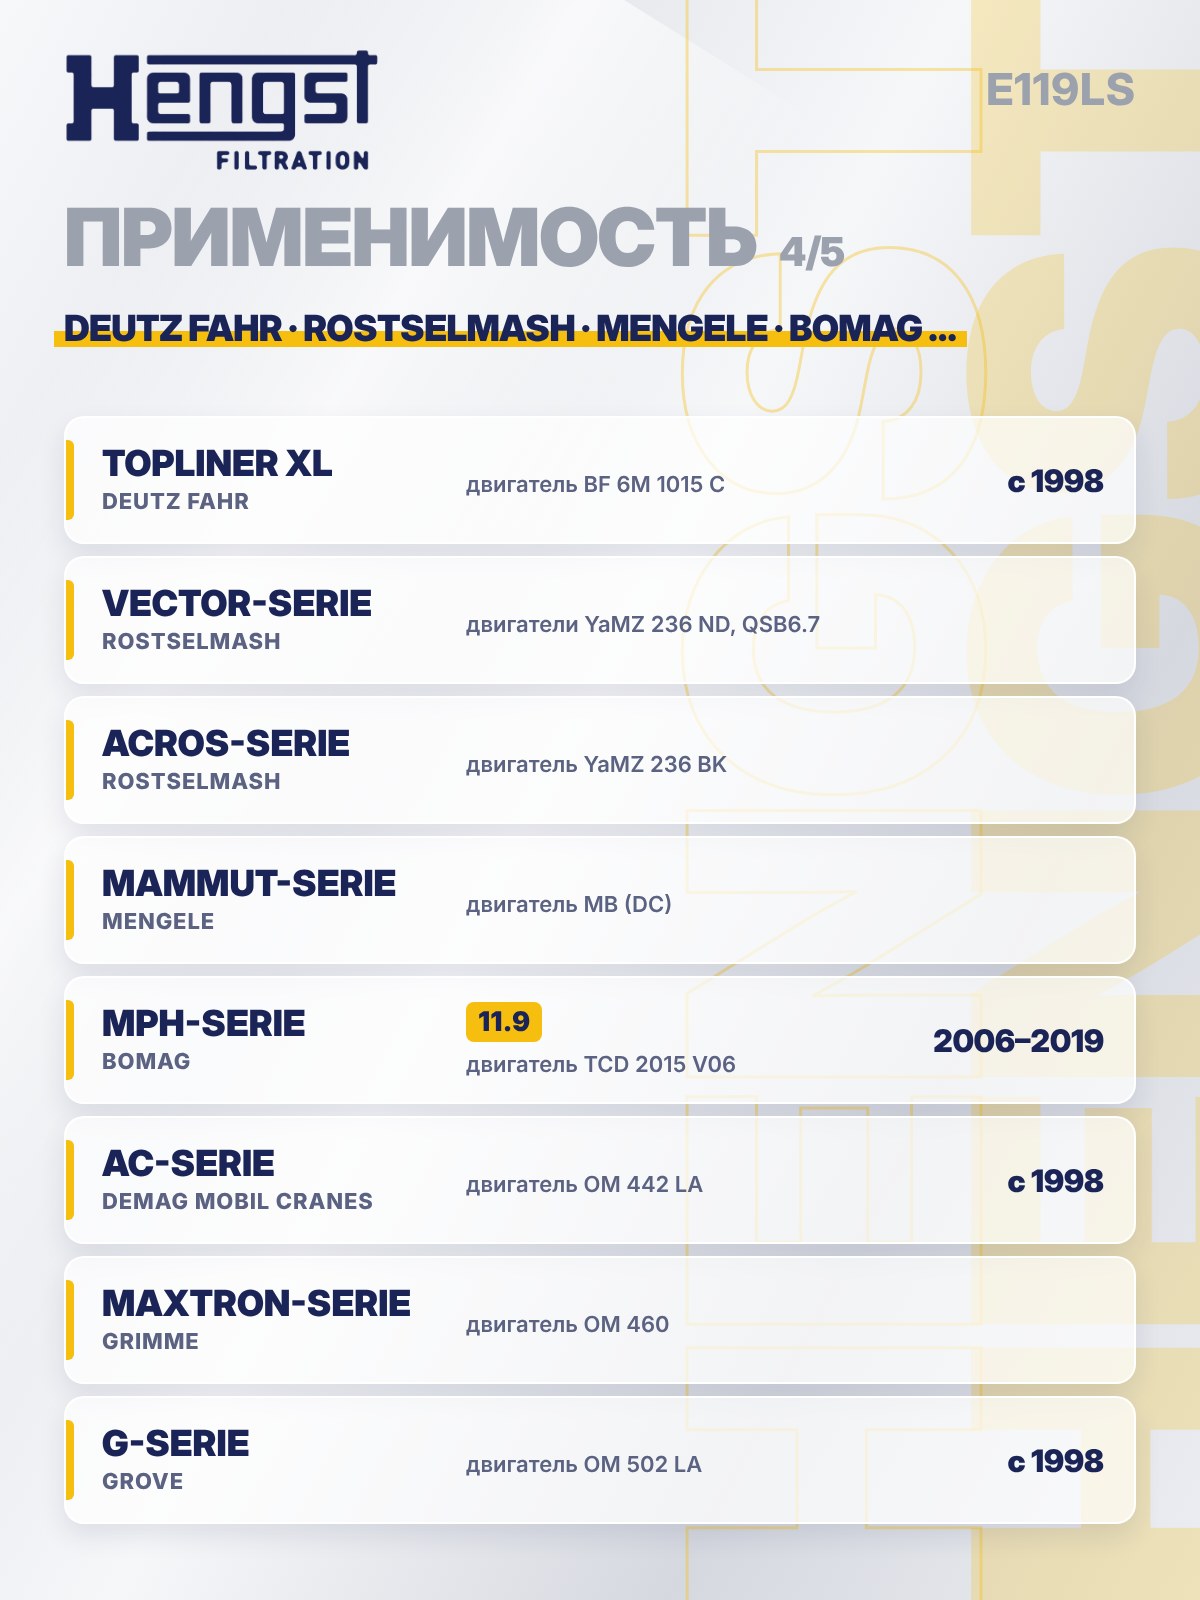 Hengst
FILTRATION
E119LS
ПРИМЕНИМОСТЬ 4/5
DEUTZ FAHR · ROSTSELMASH · MENGELE · BOMAG ...
TOPLINER XL
DEUTZ FAHR
двигатель BF 6M 1015 C
с 1998
VECTOR-SERIE
ROSTSELMASH
двигатели YaMZ 236 ND, QSB6.7
ACROS-SERIE
ROSTSELMASH
двигатель YaMZ 236 BK
MAMMUT-SERIE
MENGELE
двигатель MB (DC)
MPH-SERIE
BOMAG
11.9
двигатель TCD 2015 V06
2006–2019
AC-SERIE
DEMAG MOBIL CRANES
двигатель OM 442 LA
с 1998
MAXTRON-SERIE
GRIMME
двигатель OM 460
G-SERIE
GROVE
двигатель OM 502 LA
с 1998
HENGST
HENGST